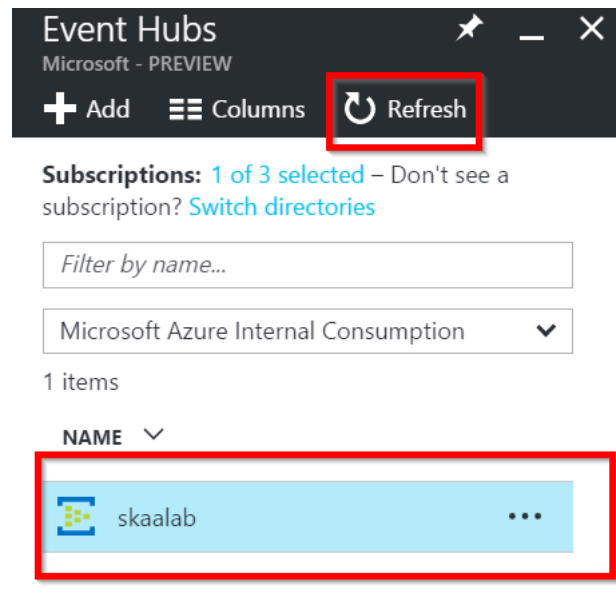 Event Hubs
Microsoft - PREVIEW
Add Columns Refresh
Subscriptions: 1 of 3 selected – Don't see a
subscription? Switch directories
Filter by name...
Microsoft Azure Internal Consumption
1 items
NAME
skaalab